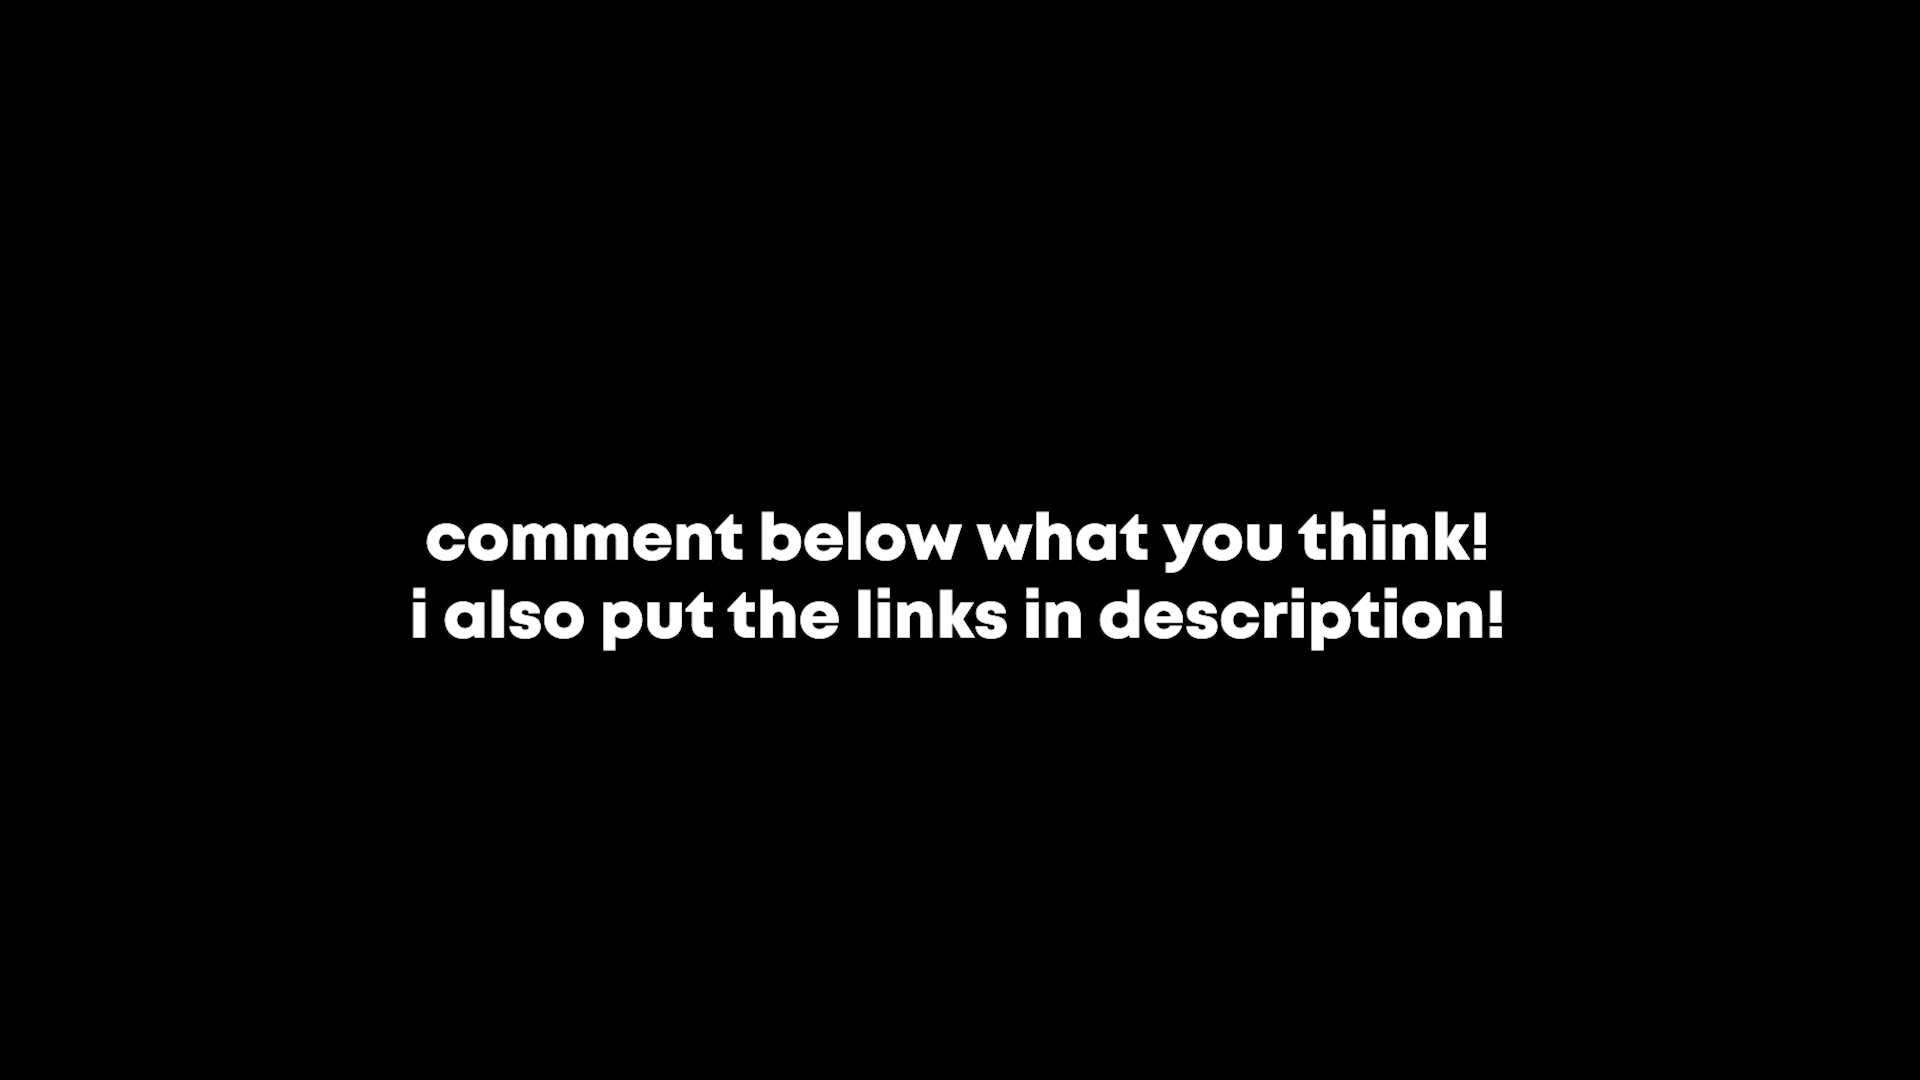 comment below what you think!
i also put the links in description!